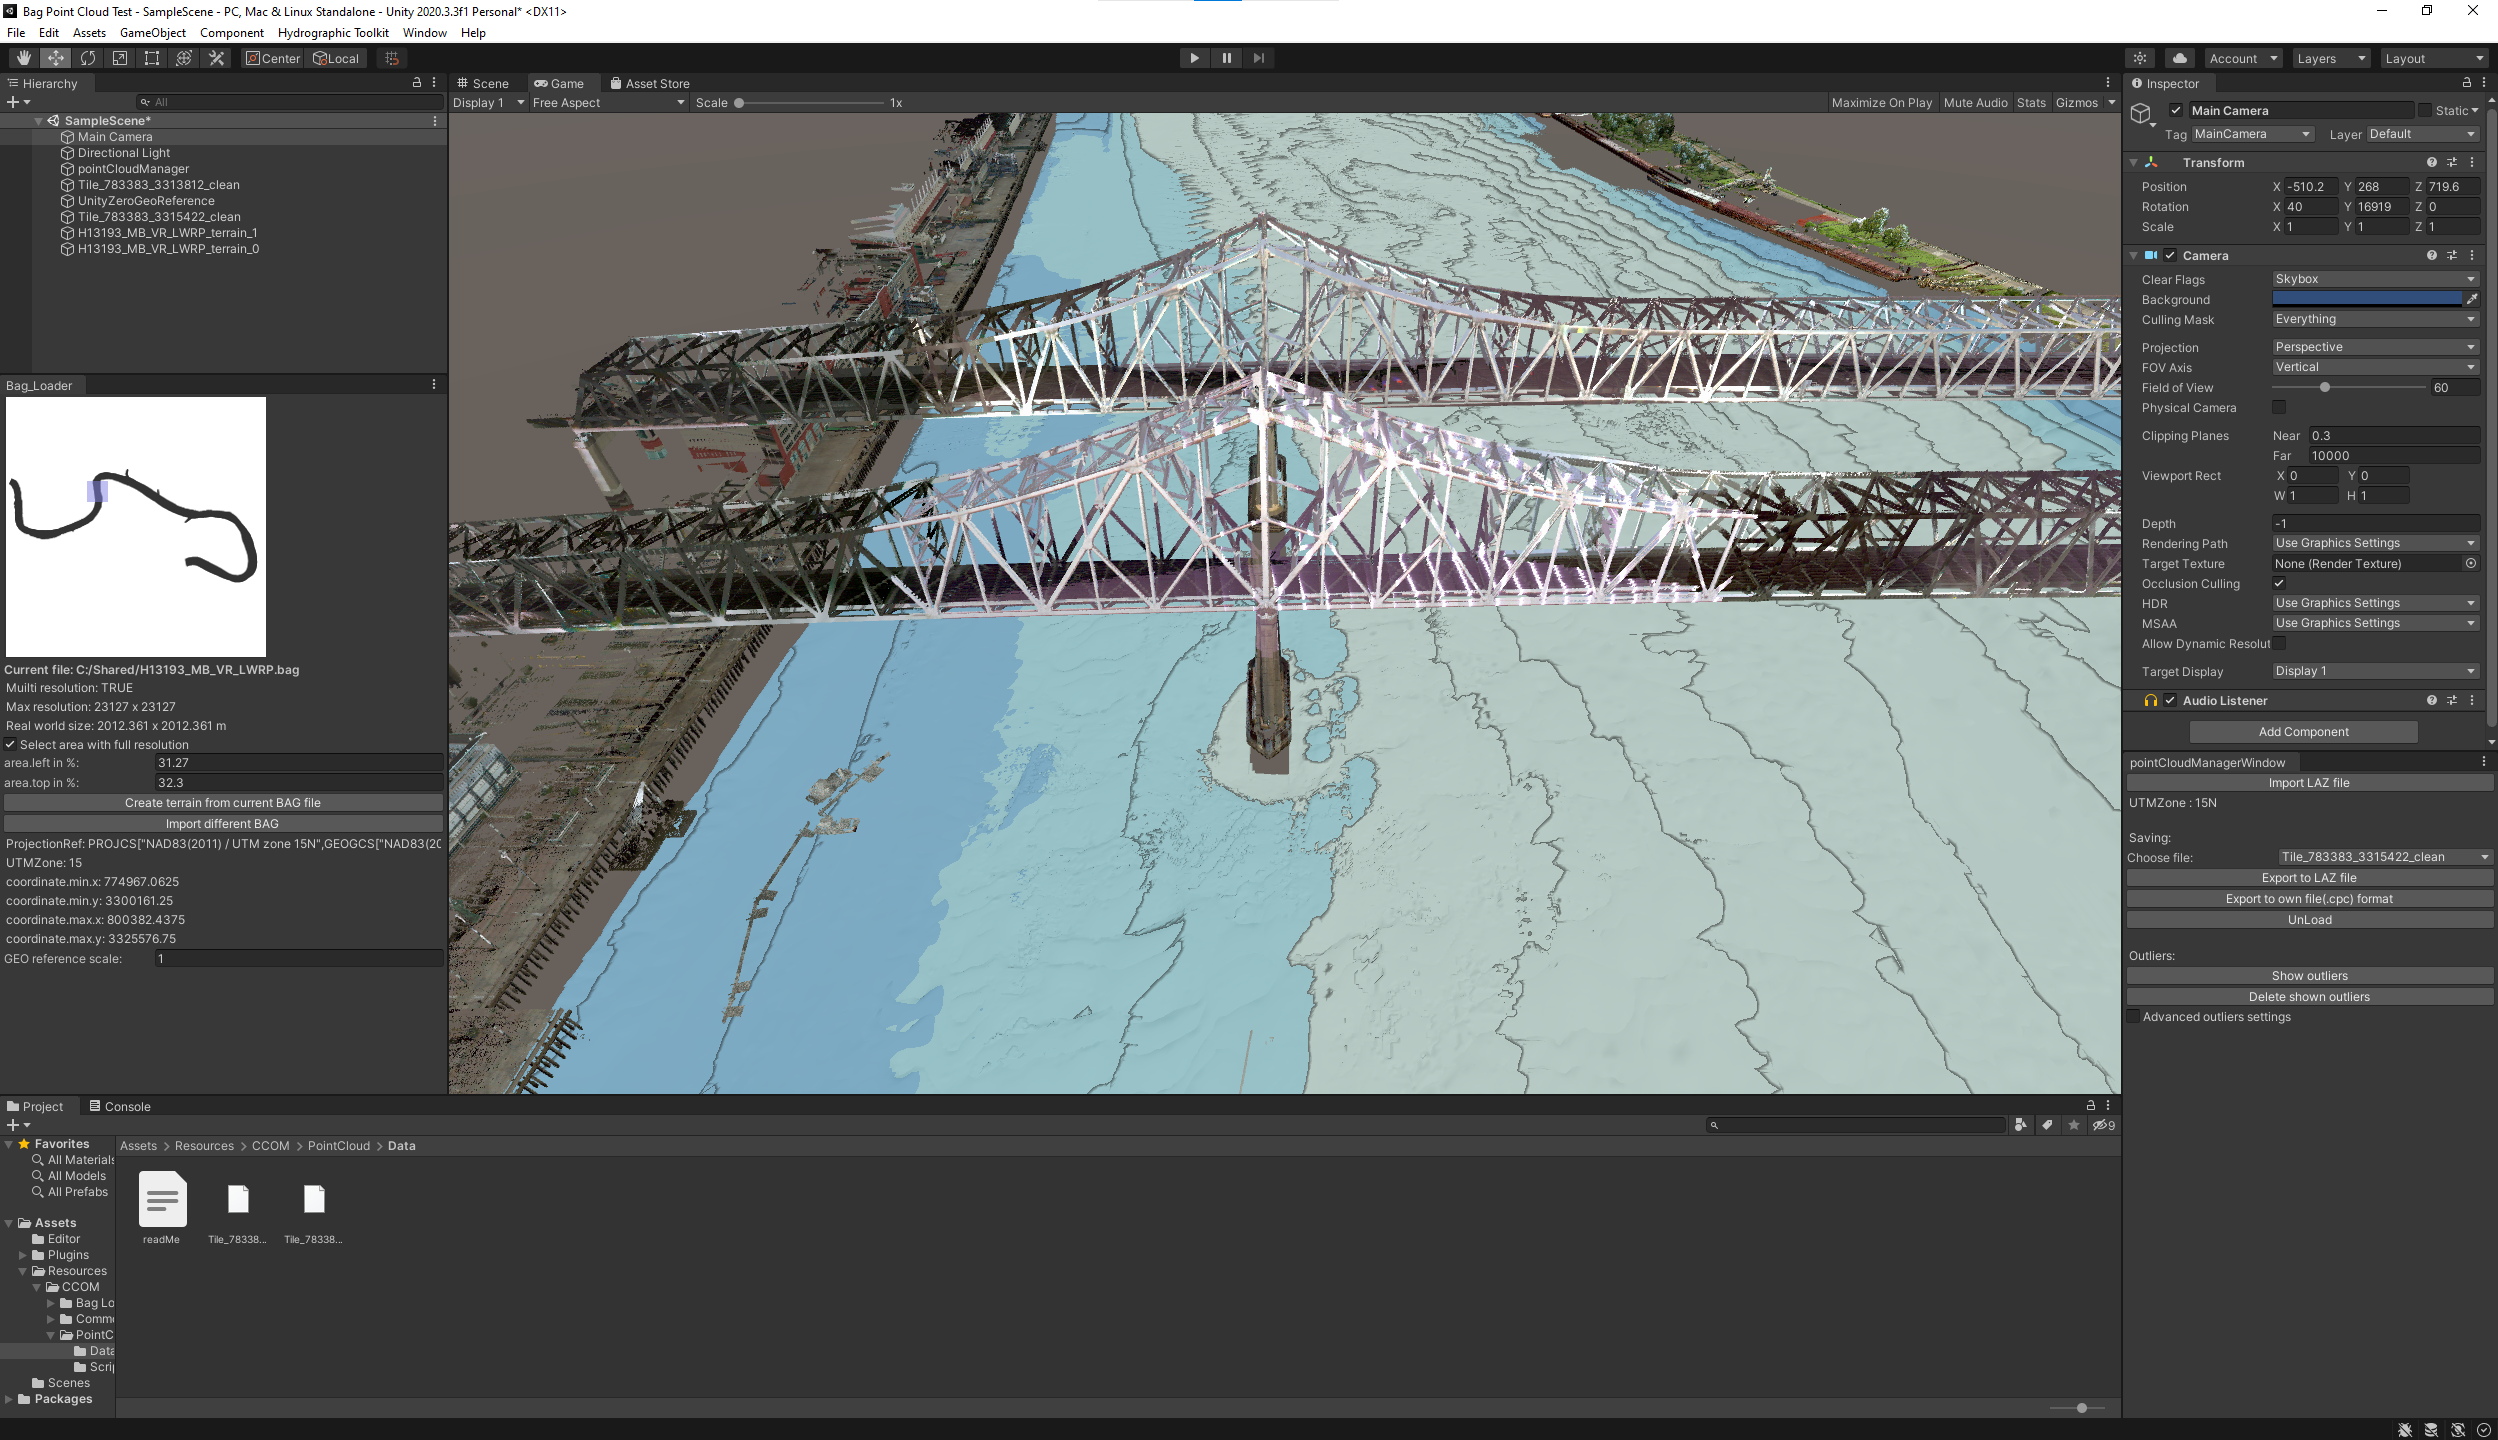 Bag Point Cloud Test - SampleScene - PC, Mac & Linux Standalone - Unity 2020.3.3f1 Personal* <DX11>
File Edit Assets GameObject Component Hydrographic Toolkit Window Help
Center Local
Account Layers Layout
Hierarchy
All
SampleScene*
Main Camera
Directional Light
pointCloudManager
Tile_783383_3313812_clean
UnityZeroGeoReference
Tile_783383_3315422_clean
H13193_MB_VR_LWRP_terrain_1
H13193_MB_VR_LWRP_terrain_0
Bag_Loader
Current file: C:/Shared/H13193_MB_VR_LWRP.bag
Muilti resolution: TRUE
Max resolution: 23127 x 23127
Real world size: 2012.361 x 2012.361 m
Select area with full resolution
area.left in %: 31.27
area.top in %: 32.3
Create terrain from current BAG file
Import different BAG
ProjectionRef: PROJCS["NAD83(2011) / UTM zone 15N",GEOGCS["NAD83(20
UTMZone: 15
coordinate.min.x: 774967.0625
coordinate.min.y: 3300161.25
coordinate.max.x: 800382.4375
coordinate.max.y: 3325576.75
GEO reference scale: 1
Scene Game Asset Store
Display 1 Free Aspect Scale 1x Maximize On Play Mute Audio Stats Gizmos
Inspector
Main Camera Static
Tag MainCamera Layer Default
Transform
Position X -510.2 Y 268 Z 719.6
Rotation X 40 Y 16919 Z 0
Scale X 1 Y 1 Z 1
Camera
Clear Flags Skybox
Background
Culling Mask Everything
Projection Perspective
FOV Axis Vertical
Field of View 60
Physical Camera
Clipping Planes Near 0.3
Far 10000
Viewport Rect X 0 Y 0
W 1 H 1
Depth -1
Rendering Path Use Graphics Settings
Target Texture None (Render Texture)
Occlusion Culling
HDR Use Graphics Settings
MSAA Use Graphics Settings
Allow Dynamic Resolut
Target Display Display 1
Audio Listener
Add Component
pointCloudManagerWindow
Import LAZ file
UTMZone : 15N
Saving:
Choose file: Tile_783383_3315422_clean
Export to LAZ file
Export to own file(.cpc) format
UnLoad
Outliers:
Show outliers
Delete shown outliers
Advanced outliers settings
Project Console
9
Favorites
All Materials
All Models
All Prefabs
Assets
Editor
Plugins
Resources
CCOM
Bag Lo
Comm
PointC
Data
Scrip
Scenes
Packages
Assets > Resources > CCOM > PointCloud > Data
readMe Tile_78338... Tile_78338...